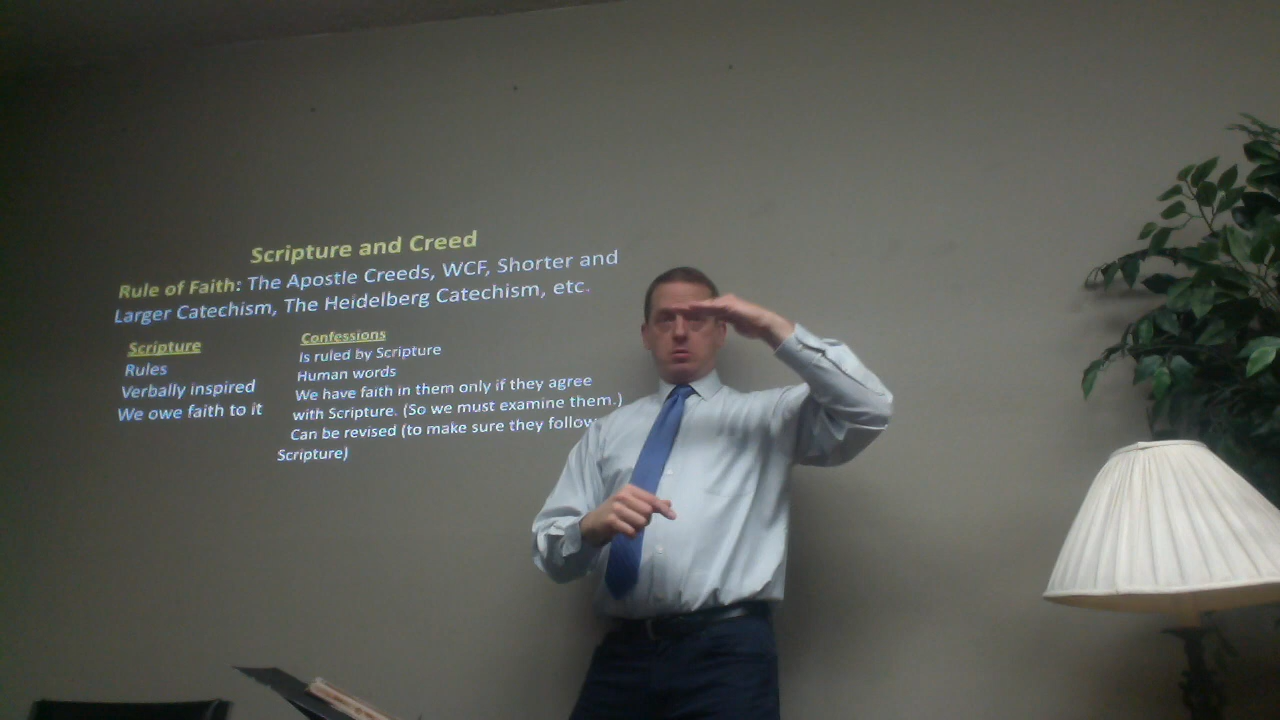 Scripture and Creed
Rule of Faith: The Apostle Creeds, WCF, Shorter and
Larger Catechism, The Heidelberg Catechism, etc.
Scripture
Rules
Verbally inspired
We owe faith to it
Confessions
Is ruled by Scripture
Human words
We have faith in them only if they agree
with Scripture. (So we must examine them.)
Can be revised (to make sure they follow
Scripture)